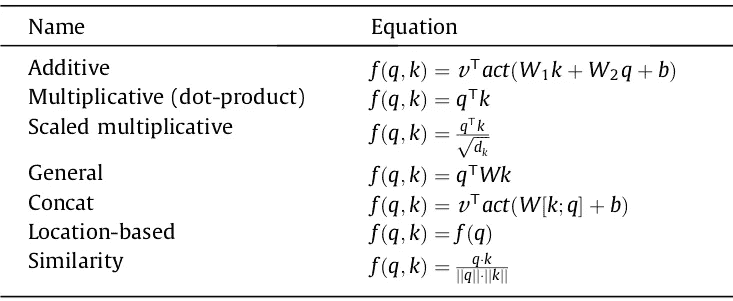 Name Equation
Additive f(q, k) = υ⊤act(W₁k + W₂q + b)
Multiplicative (dot-product) f(q, k) = q⊤k
Scaled multiplicative f(q, k) = q⊤k / √dₖ
General f(q, k) = q⊤Wk
Concat f(q, k) = υ⊤act(W[k; q] + b)
Location-based f(q, k) = f(q)
Similarity f(q, k) = q·k / ||q||·||k||